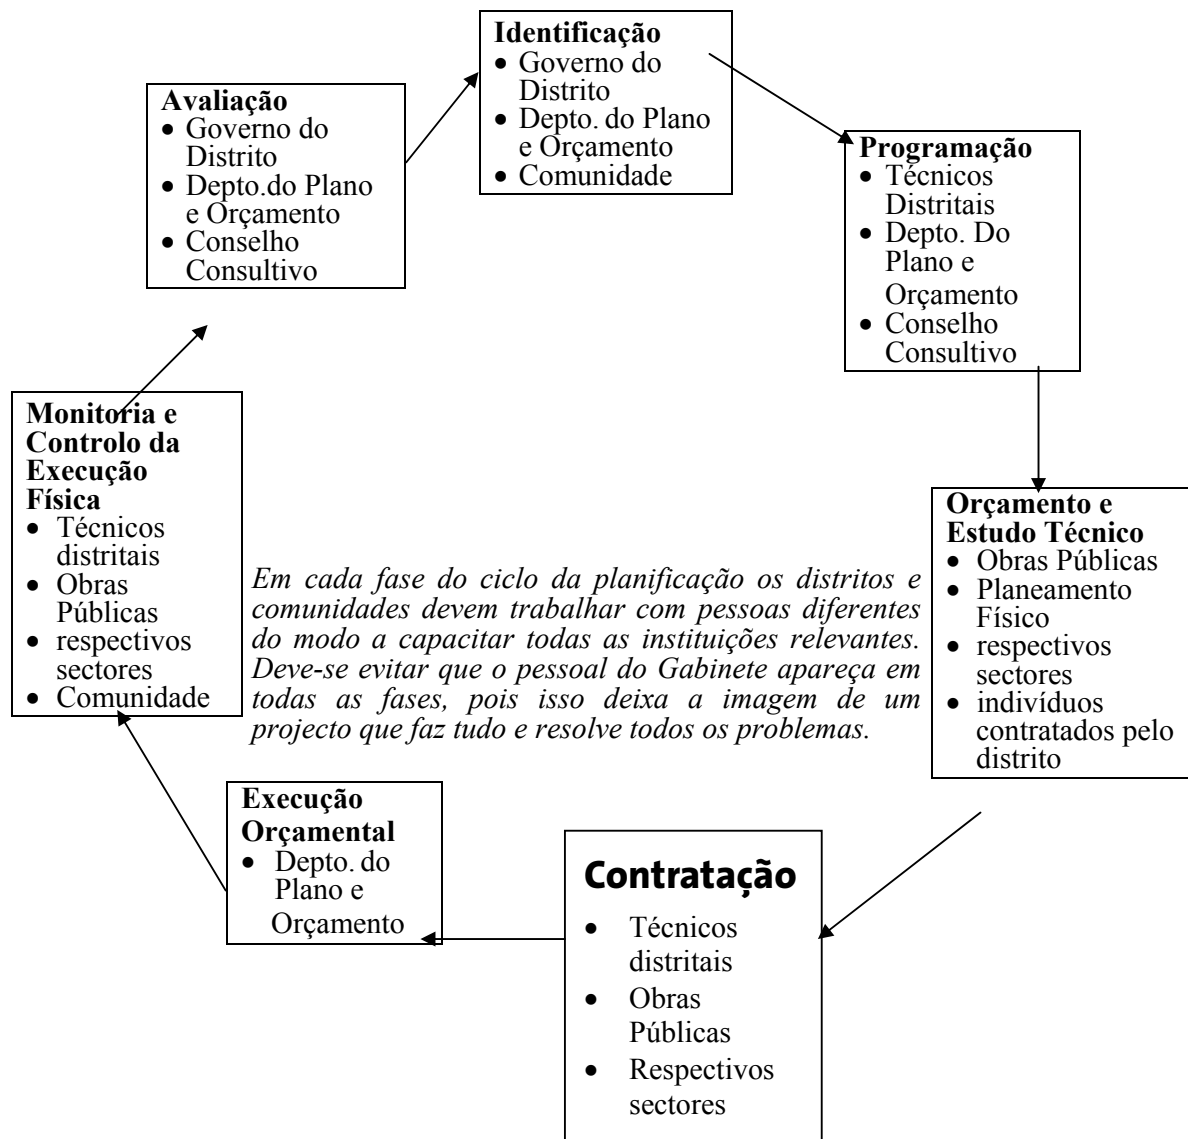 Identificação
• Governo do
Distrito
• Depto. do Plano
e Orçamento
• Comunidade
Programação
• Técnicos
Distritais
• Depto. Do
Plano e
Orçamento
• Conselho
Consultivo
Orçamento e
Estudo Técnico
• Obras Públicas
• Planeamento
Físico
• respectivos
sectores
• indivíduos
contratados pelo
distrito
Contratação
• Técnicos
distritais
• Obras
Públicas
• Respectivos
sectores
Execução
Orçamental
• Depto. do
Plano e
Orçamento
Monitoria e
Controlo da
Execução
Física
• Técnicos
distritais
• Obras
Públicas
• respectivos
sectores
• Comunidade
Avaliação
• Governo do
Distrito
• Depto.do Plano
e Orçamento
• Conselho
Consultivo
Em cada fase do ciclo da planificação os distritos e
comunidades devem trabalhar com pessoas diferentes
do modo a capacitar todas as instituições relevantes.
Deve-se evitar que o pessoal do Gabinete apareça em
todas as fases, pois isso deixa a imagem de um
projecto que faz tudo e resolve todos os problemas.